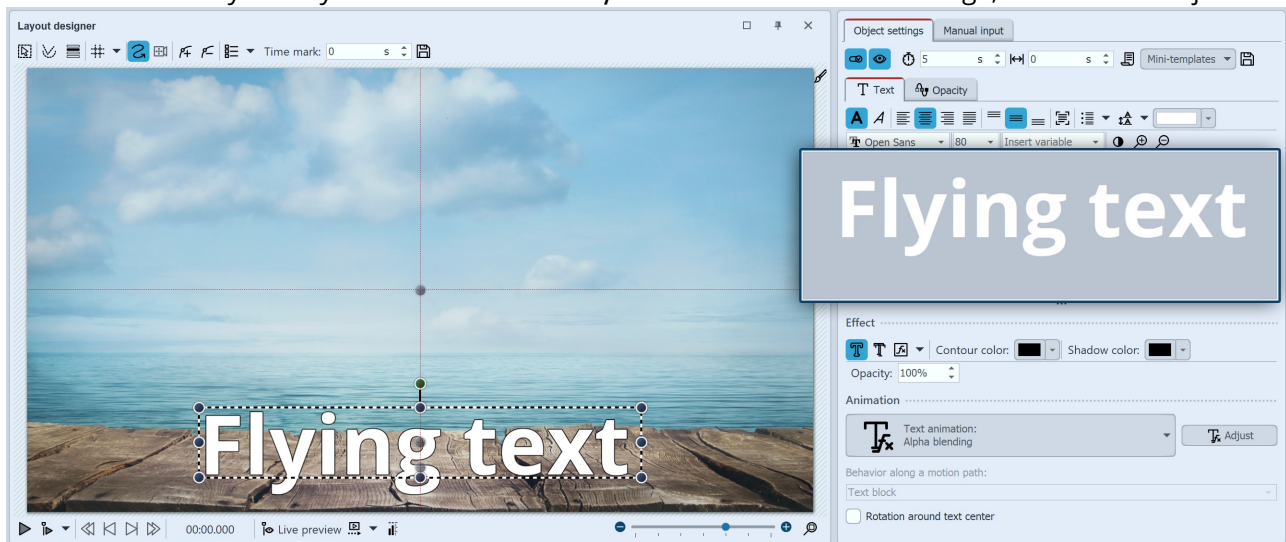 Layout designer
Time mark: 0 s
Flying text
00:00.000 Live preview
Object settings Manual input
5 s 0 s Mini-templates
Text Opacity
Open Sans 80 Insert variable
Flying text
Effect
Contour color: Shadow color:
Opacity: 100%
Animation
Text animation:
Alpha blending
Adjust
Behavior along a motion path:
Text block
Rotation around text center